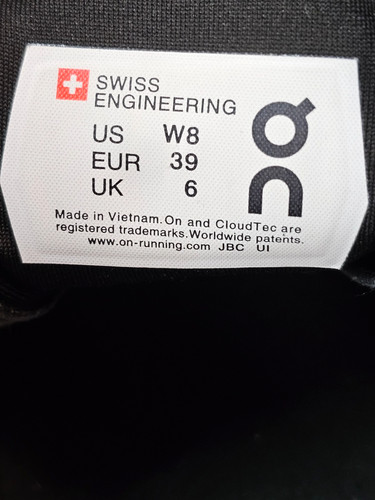 SWISS
ENGINEERING
US W8
EUR 39
UK 6
On
Made in Vietnam.On and CloudTec are
registered trademarks.Worldwide patents.
www.on-running.com JBC UI